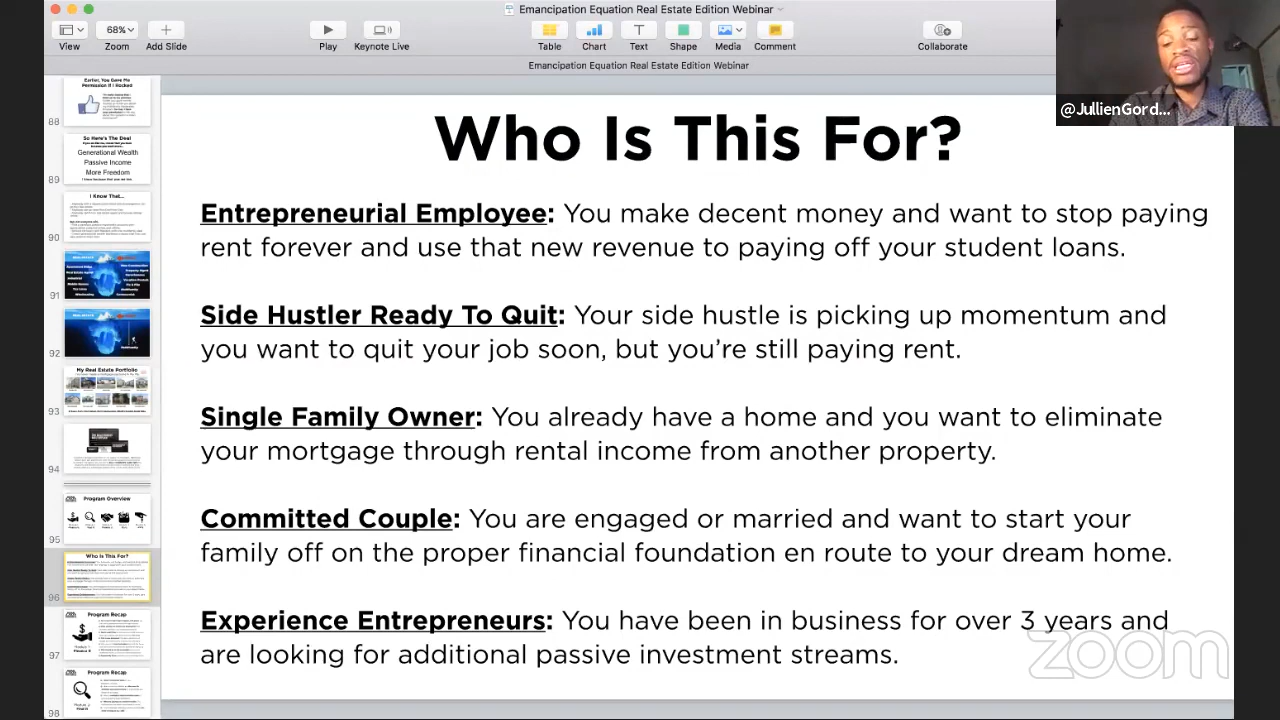 Emancipation Equation Real Estate Edition Webinar
68%
View
Zoom
Add Slide
Play
Keynote Live
Table
Chart
Text
Shape
Media
Comment
Collaborate
Emancipation Equation Real Estate Edition Webinar
@JullienGord...
Earlier, You Gave Me
Permission If I Rocked
88
So Here's The Deal
Generational Wealth
Passive Income
More Freedom
89
I Know That...
90
91
92
My Real Estate Portfolio
93
94
Program Overview
95
Who Is This For?
96
Program Recap
97
Program Recap
98
Who Is This For?
Entrepreneurial Employee: You make decent money and want to stop paying
rent forever and use that new revenue to paying off your student loans.
Side Hustler Ready To Quit: Your side hustle is picking up momentum and
you want to quit your job soon, but you're still paying rent.
Single Family Owner: You already have a home and you want to eliminate
your mortgage through rental income from another property.
Committed Couple: You are engaged or married and want to start your
family off on the proper financial foundation en route to your dream home.
Experience Entrepreneurs: You have been in business for over 3 years and
are looking for additional passive investment streams.
zoom